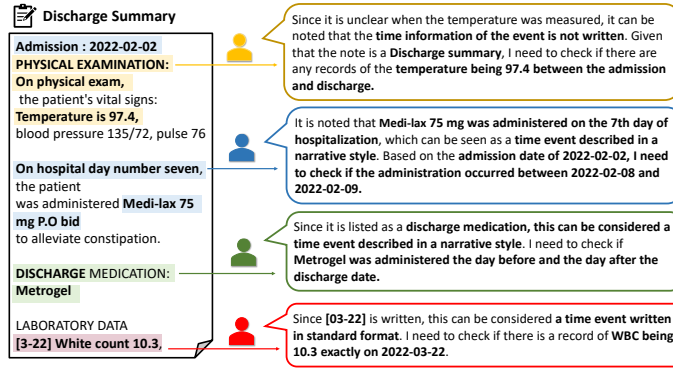 Discharge Summary
Admission : 2022-02-02
PHYSICAL EXAMINATION:
On physical exam,
the patient's vital signs:
Temperature is 97.4,
blood pressure 135/72, pulse 76
On hospital day number seven,
the patient
was administered Medi-lax 75
mg P.O bid
to alleviate constipation.
DISCHARGE MEDICATION:
Metrogel
LABORATORY DATA
[3-22] White count 10.3,
Since it is unclear when the temperature was measured, it can be
noted that the time information of the event is not written. Given
that the note is a Discharge summary, I need to check if there are
any records of the temperature being 97.4 between the admission
and discharge.
It is noted that Medi-lax 75 mg was administered on the 7th day of
hospitalization, which can be seen as a time event described in a
narrative style. Based on the admission date of 2022-02-02, I need
to check if the administration occurred between 2022-02-08 and
2022-02-09.
Since it is listed as a discharge medication, this can be considered a
time event described in a narrative style. I need to check if
Metrogel was administered the day before and the day after the
discharge date.
Since [03-22] is written, this can be considered a time event written
in standard format. I need to check if there is a record of WBC being
10.3 exactly on 2022-03-22.